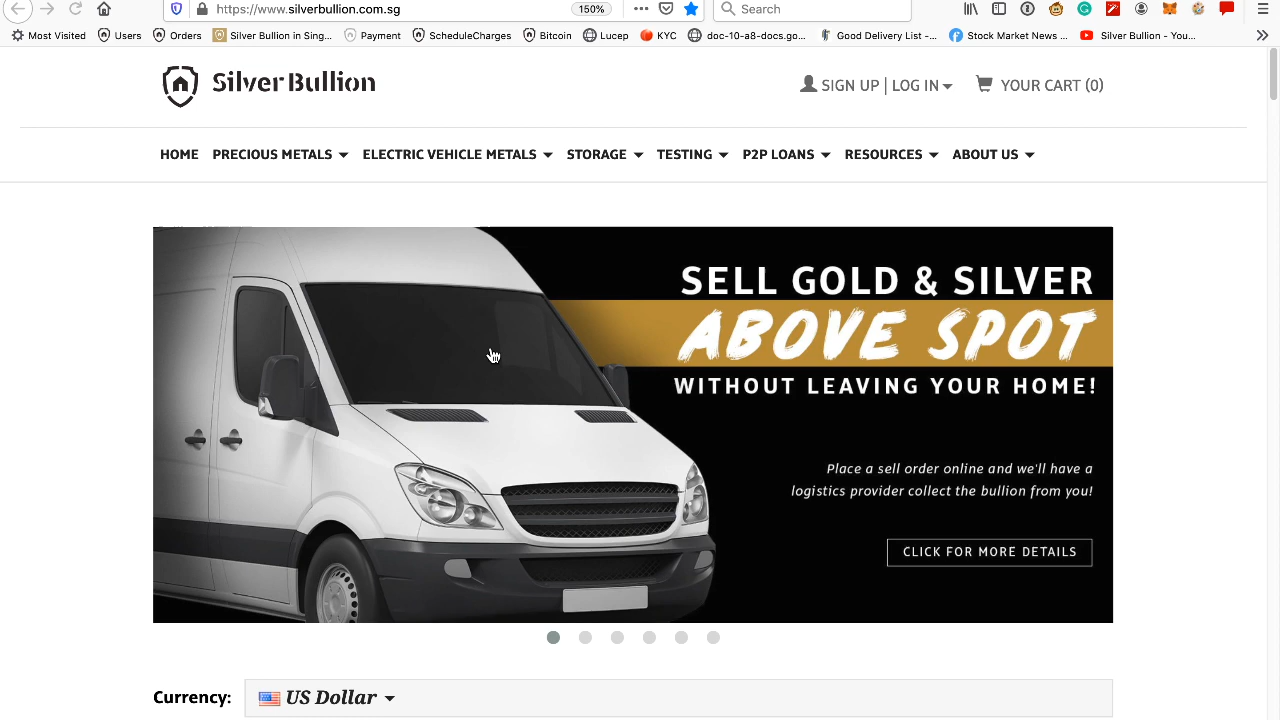 https://www.silverbullion.com.sg
150%
Search
Most Visited
Users
Orders
Silver Bullion in Sing...
Payment
ScheduleCharges
Bitcoin
Lucep
KYC
doc-10-a8-docs.go...
Good Delivery List -...
Stock Market News ...
Silver Bullion - You...
Silver Bullion
SIGN UP | LOG IN
YOUR CART (0)
HOME
PRECIOUS METALS
ELECTRIC VEHICLE METALS
STORAGE
TESTING
P2P LOANS
RESOURCES
ABOUT US
SELL GOLD & SILVER
ABOVE SPOT
WITHOUT LEAVING YOUR HOME!
Place a sell order online and we'll have a
logistics provider collect the bullion from you!
CLICK FOR MORE DETAILS
Currency:
US Dollar